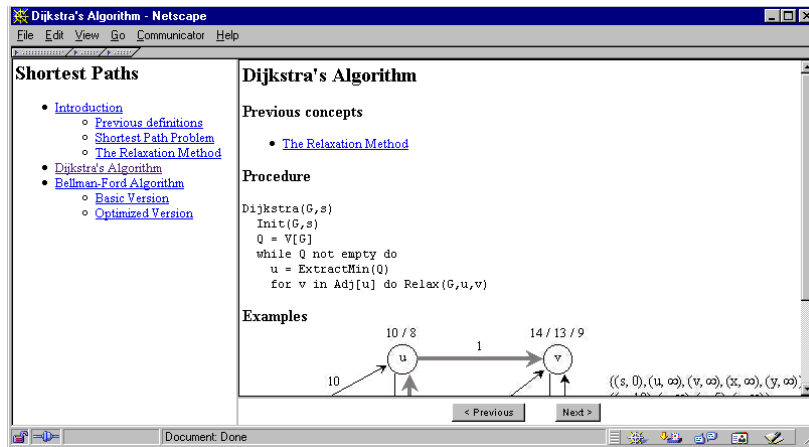 Dijkstra's Algorithm - Netscape
File Edit View Go Communicator Help
Shortest Paths
Introduction
Previous definitions
Shortest Path Problem
The Relaxation Method
Dijkstra's Algorithm
Bellman-Ford Algorithm
Basic Version
Optimized Version
Dijkstra's Algorithm
Previous concepts
The Relaxation Method
Procedure
Dijkstra(G,s)
Init(G,s)
Q = V[G]
while Q not empty do
u = ExtractMin(Q)
for v in Adj[u] do Relax(G,u,v)
Examples
10 / 8
14 / 13 / 9
1
u
v
10
((s, 0), (u, ∞), (v, ∞), (x, ∞), (y, ∞)
< Previous
Next >
Document: Done